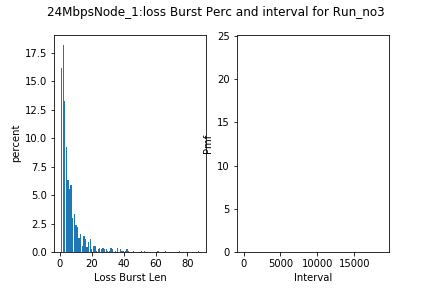 24MbpsNode_1:loss Burst Perc and interval for Run_no3
percent
17.5
15.0
12.5
10.0
7.5
5.0
2.5
0.0
0 20 40 60 80
Loss Burst Len
Pmf
25
20
15
10
5
0
0 5000 10000 15000
Interval